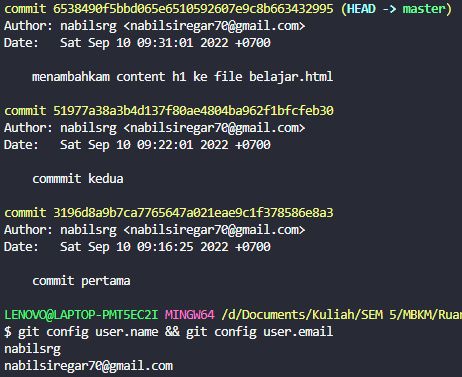 commit 6538490f5bbd065e6510592607e9c8b663432995 (HEAD -> master)
Author: nabilsrg <nabilsiregar70@gmail.com>
Date:   Sat Sep 10 09:31:01 2022 +0700
    menambahkam content h1 ke file belajar.html
commit 51977a38a3b4d137f80ae4804ba962f1bfcfeb30
Author: nabilsrg <nabilsiregar70@gmail.com>
Date:   Sat Sep 10 09:22:01 2022 +0700
    commmit kedua
commit 3196d8a9b7ca7765647a021eae9c1f378586e8a3
Author: nabilsrg <nabilsiregar70@gmail.com>
Date:   Sat Sep 10 09:16:25 2022 +0700
    commit pertama
LENOVO@LAPTOP-PMT5EC2I MINGW64 /d/Documents/Kuliah/SEM 5/MBKM/Ruan
$ git config user.name && git config user.email
nabilsrg
nabilsiregar70@gmail.com